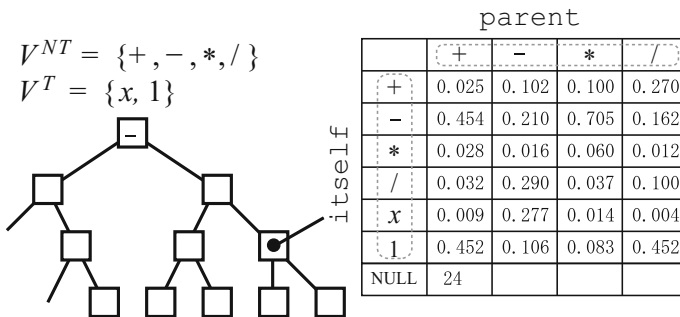 parent
V^{NT} = {+, −, *, / }
V^T = {x, 1}
−
itself
+ − * /
+ 0.025 0.102 0.100 0.270
− 0.454 0.210 0.705 0.162
* 0.028 0.016 0.060 0.012
/ 0.032 0.290 0.037 0.100
x 0.009 0.277 0.014 0.004
1 0.452 0.106 0.083 0.452
NULL 24